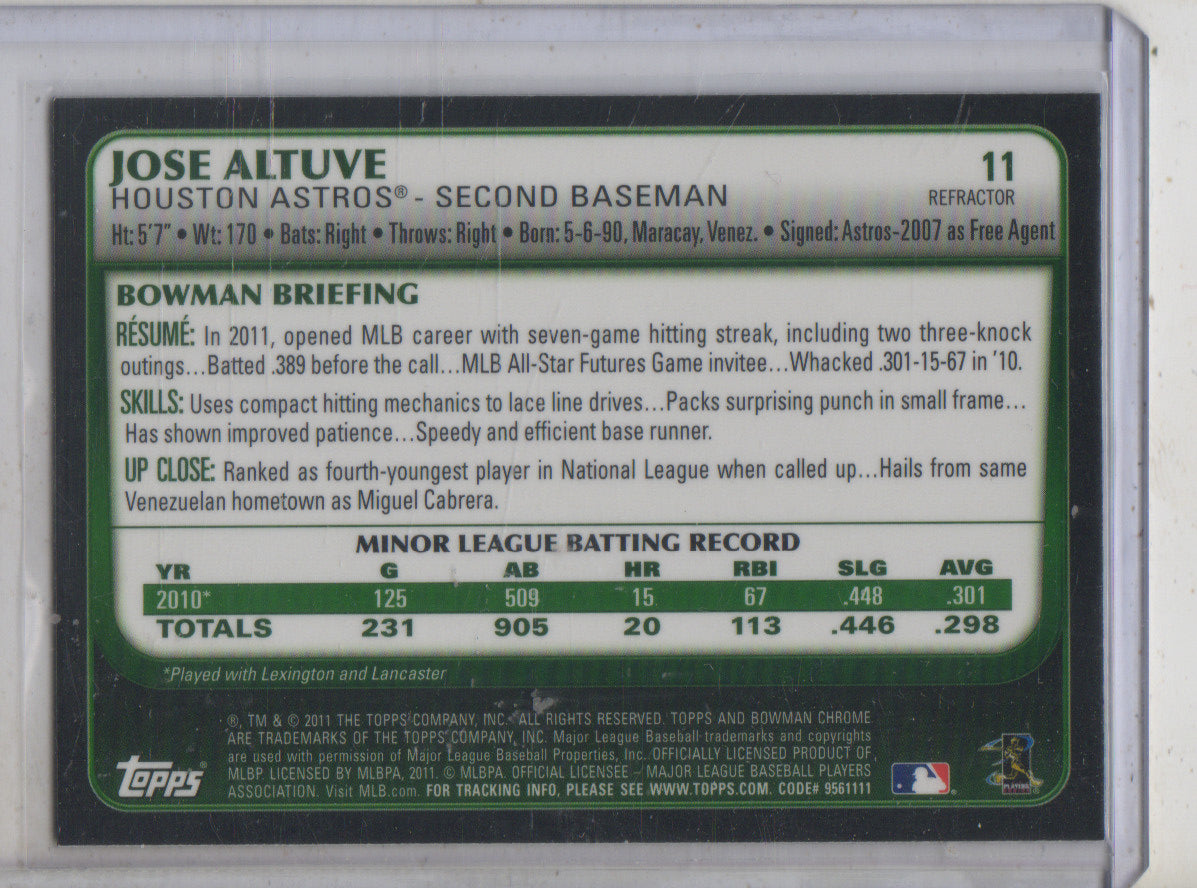 JOSE ALTUVE
11
HOUSTON ASTROS® - SECOND BASEMAN
REFRACTOR
Ht: 5'7" • Wt: 170 • Bats: Right • Throws: Right • Born: 5-6-90, Maracay, Venez. • Signed: Astros-2007 as Free Agent
BOWMAN BRIEFING
RÉSUMÉ: In 2011, opened MLB career with seven-game hitting streak, including two three-knock
outings...Batted .389 before the call...MLB All-Star Futures Game invitee...Whacked .301-15-67 in '10.
SKILLS: Uses compact hitting mechanics to lace line drives...Packs surprising punch in small frame...
Has shown improved patience...Speedy and efficient base runner.
UP CLOSE: Ranked as fourth-youngest player in National League when called up...Hails from same
Venezuelan hometown as Miguel Cabrera.
MINOR LEAGUE BATTING RECORD
YR G AB HR RBI SLG AVG
2010* 125 509 15 67 .448 .301
TOTALS 231 905 20 113 .446 .298
*Played with Lexington and Lancaster
®, TM & © 2011 THE TOPPS COMPANY, INC. ALL RIGHTS RESERVED. TOPPS AND BOWMAN CHROME
ARE TRADEMARKS OF THE TOPPS COMPANY, INC. Major League Baseball trademarks and copyrights
are used with permission of Major League Baseball Properties, Inc. OFFICIALLY LICENSED PRODUCT OF
MLBP LICENSED BY MLBPA, 2011. © MLBPA. OFFICIAL LICENSEE – MAJOR LEAGUE BASEBALL PLAYERS
ASSOCIATION. Visit MLB.com. FOR TRACKING INFO, PLEASE SEE WWW.TOPPS.COM. CODE# 9561111
topps®
PLAYERS